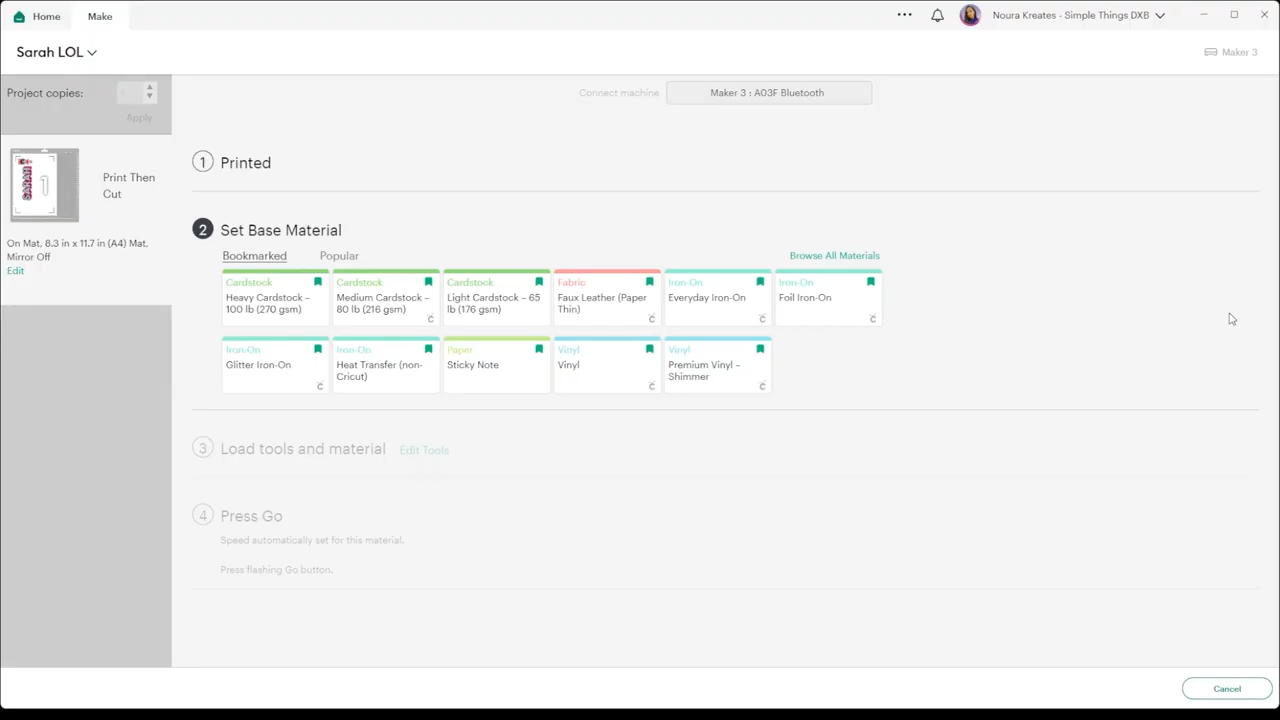 Home
Make
Noura Kreates - Simple Things DXB
Sarah LOL
Maker 3
Project copies:
Apply
Connect machine
Maker 3 : A03F Bluetooth
SARAH
1
Print Then
Cut
On Mat, 8.3 in x 11.7 in (A4) Mat,
Mirror Off
Edit
1 Printed
2 Set Base Material
Bookmarked
Popular
Browse All Materials
Cardstock
Heavy Cardstock –
100 lb (270 gsm)
Cardstock
Medium Cardstock –
80 lb (216 gsm)
Cardstock
Light Cardstock – 65
lb (176 gsm)
Fabric
Faux Leather (Paper
Thin)
Iron-On
Everyday Iron-On
Iron-On
Foil Iron-On
Iron-On
Glitter Iron-On
Iron-On
Heat Transfer (non-
Cricut)
Paper
Sticky Note
Vinyl
Vinyl
Vinyl
Premium Vinyl –
Shimmer
3 Load tools and material
Edit Tools
4 Press Go
Speed automatically set for this material.
Press flashing Go button.
Cancel